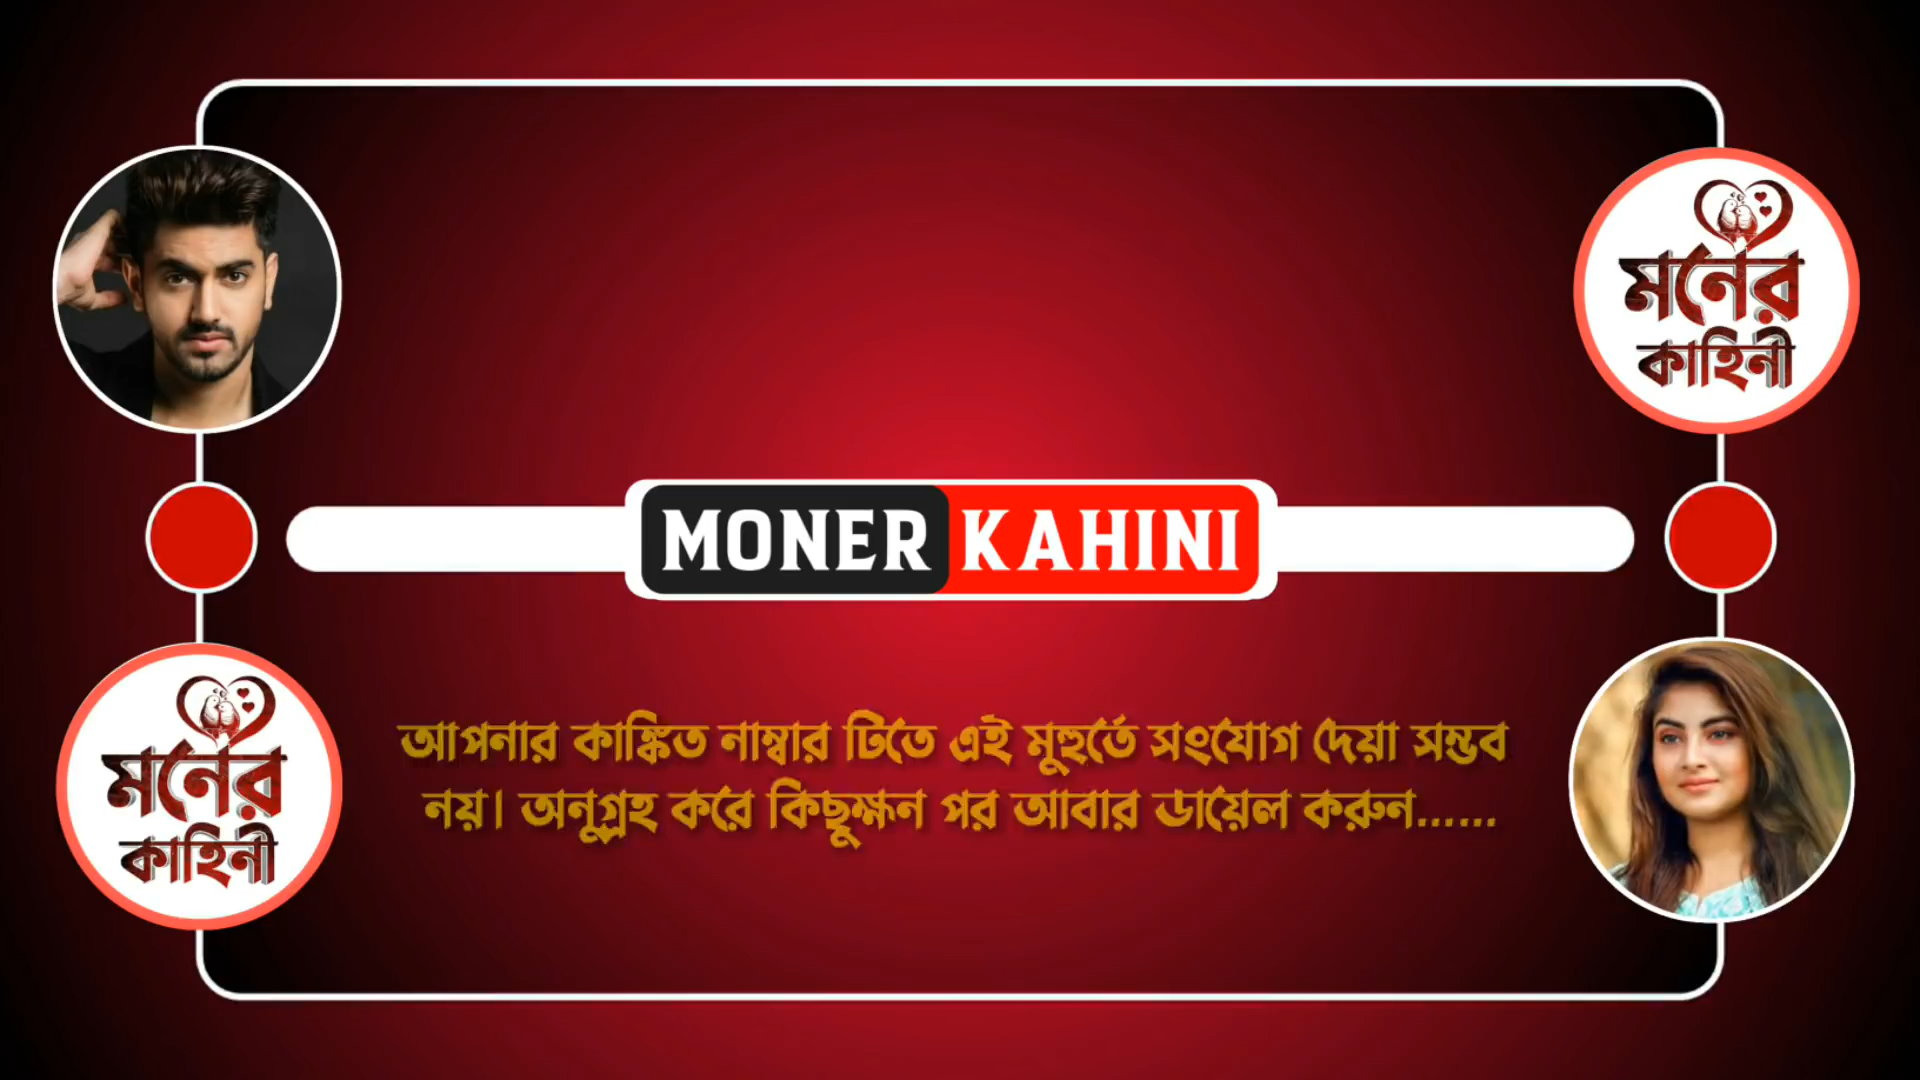 মনের
কাহিনী
MONER KAHINI
আপনার কাঙ্কিত নাম্বার টিতে এই মুহুর্তে সংযোগ দেয়া সম্ভব
নয়। অনুগ্রহ করে কিছুক্ষন পর আবার ডায়েল করুন......
মনের
কাহিনী